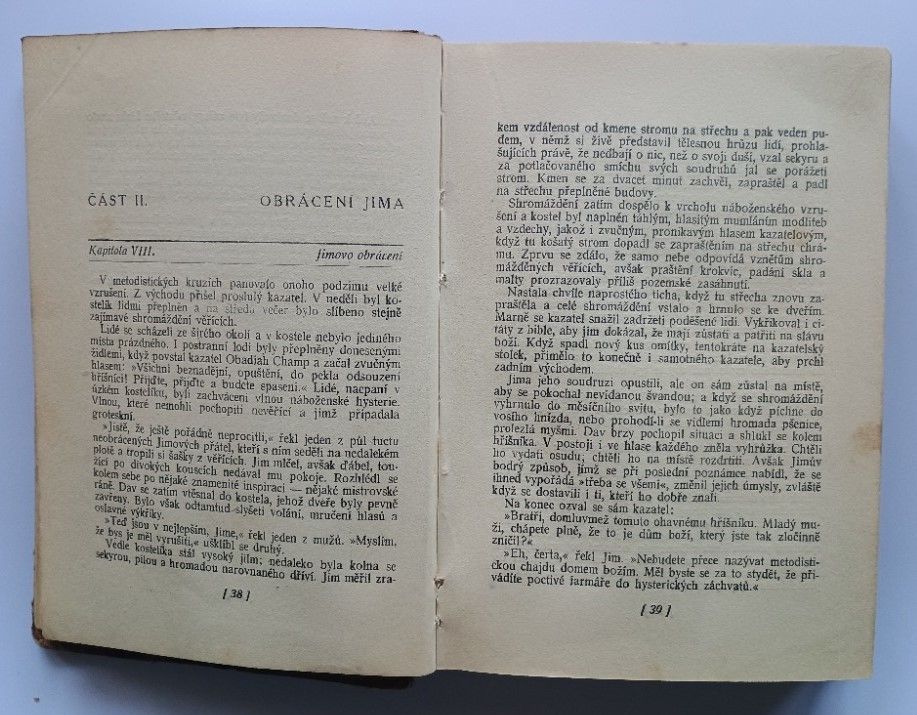 ČÁST II. OBRÁCENÍ JIMA
Kapitola VIII. Jimovo obrácení
V metodistických kruzích panovalo onoho podzimu velké
vzrušení. Z východu přišel proslulý kazatel. V neděli byl ko-
stelík lidmi přeplněn a na středu večer bylo slíbeno stejně
zajímavé shromáždění věřících.
Lidé se scházeli ze širého okolí a v kostele nebylo jediného
místa prázdného. I postranní lodi byly přeplněny donesenými
židlemi, když povstal kazatel Obadiah Champ a začal zvučným
hlasem: »Všichni beznadější, opuštění, do pekla odsouzení
hříšníci! Přijďte, přijďte a budete spaseni.« Lidé, nacpaní v
úzkém kostelíku, byli zachváceni vlnou náboženské hysterie.
Vlnou, které nemohli pochopiti nevěřící a jimž připadala
groteskní.
»Jistě, že ještě pořádně neprocitli,« řekl jeden z půl tuctu
neobrácených Jimových přátel, kteří s ním seděli na nedalekém
plotě a tropili si šašky z věřících. Jim mlčel, avšak ďábel, tou-
žící po divokých kouscích nedával mu pokoje. Rozhlédl se
kolem sebe po nějaké znamenité inspiraci — nějaké mistrovské
ráně. Dav se zatím vtěsnal do kostela, jehož dveře byly pevně
zavřeny. Bylo však odtamtud slyšeti volání, mručení hlasů a
oslavné výkřiky.
»Teď jsou v nejlepším, Jime,« řekl jeden z mužů. »Myslím,
že bys je měl vyrušiti,« ušklíbl se druhý.
Vedle kostelíka stál vysoký jilm; nedaleko byla kolna se
sekyrou, pilou a hromadou narovnaného dříví. Jim měřil zra-
[ 38 ]
kem vzdálenost od kmene stromu na střechu a pak veden pu-
dem, v němž si živě představil tělesnou hrůzu lidí, prohla-
šujících právě, že nedbají o nic, než o svoji duši, vzal sekyru a
za potlačovaného smíchu svých soudruhů jal se porážeti
strom. Kmen se za dvacet minut zachvěl, zapraštěl a padl
na střechu přeplněné budovy.
Shromáždění zatím dospělo k vrcholu náboženského vzru-
šení a kostel byl naplněn táhlým, hlasitým mumláním modliteb
a vzdechy, jakož i zvučným, pronikavým hlasem kazatelovým,
když tu košatý strom dopadl se zapraštěním na střechu chrá-
mu. Zprvu se zdálo, že samo nebe odpovídá vznětům shro-
mážděných věřících, avšak praštění krokvic, padání skla a
malty prozrazovaly příliš pozemské zasáhnutí.
Nastala chvíle naprostého ticha, když tu střecha znovu za-
praštěla a celé shromáždění vstalo a hrnulo se ke dveřím.
Marně se kazatel snažil zadržeti poděšené lidi. Vykřikoval i ci-
táty z bible, aby jim dokázal, že mají zůstati a patřiti na slávu
boží. Když spadl nový kus omítky, tentokráte na kazatelský
stolek, přimělo to konečně i samotného kazatele, aby prchl
zadním východem.
Jima jeho soudruzi opustili, ale on sám zůstal na místě,
aby se pokochal nevídanou švandou; a když se shromáždění
vyhrnulo do měsíčního svitu, bylo to jako když píchne do
vosího hnízda, nebo prohodí-li se vidlemi hromada pšenice,
prolezlá myšmi. Dav brzy pochopil situaci a shlukl se kolem
hříšníka. V postoji i ve hlase každého zněla vyhrůžka. Chtěli
ho vydati osudu; chtěli ho na místě rozdrtiti. Avšak Jimův
bodrý způsob, jímž se při poslední poznámce nabídl, že se
ihned vypořádá »třeba se všemi«, změnil jejich úmysly, zvláště
když se dostavili i ti, kteří ho dobře znali.
Na konec ozval se sám kazatel:
»Bratři, domluvmež tomuto ohavnému hříšníku. Mladý mu-
ži, chápete plně, že to je dům boží, který jste tak zločinně
zničil?«
»Eh, čerta,« řekl Jim. »Nebudete přece nazývat metodisti-
ckou chajdu domem božím. Měl byste se za to stydět, že při-
vádíte poctivé farmáře do hysterických záchvatů.«
[ 39 ]